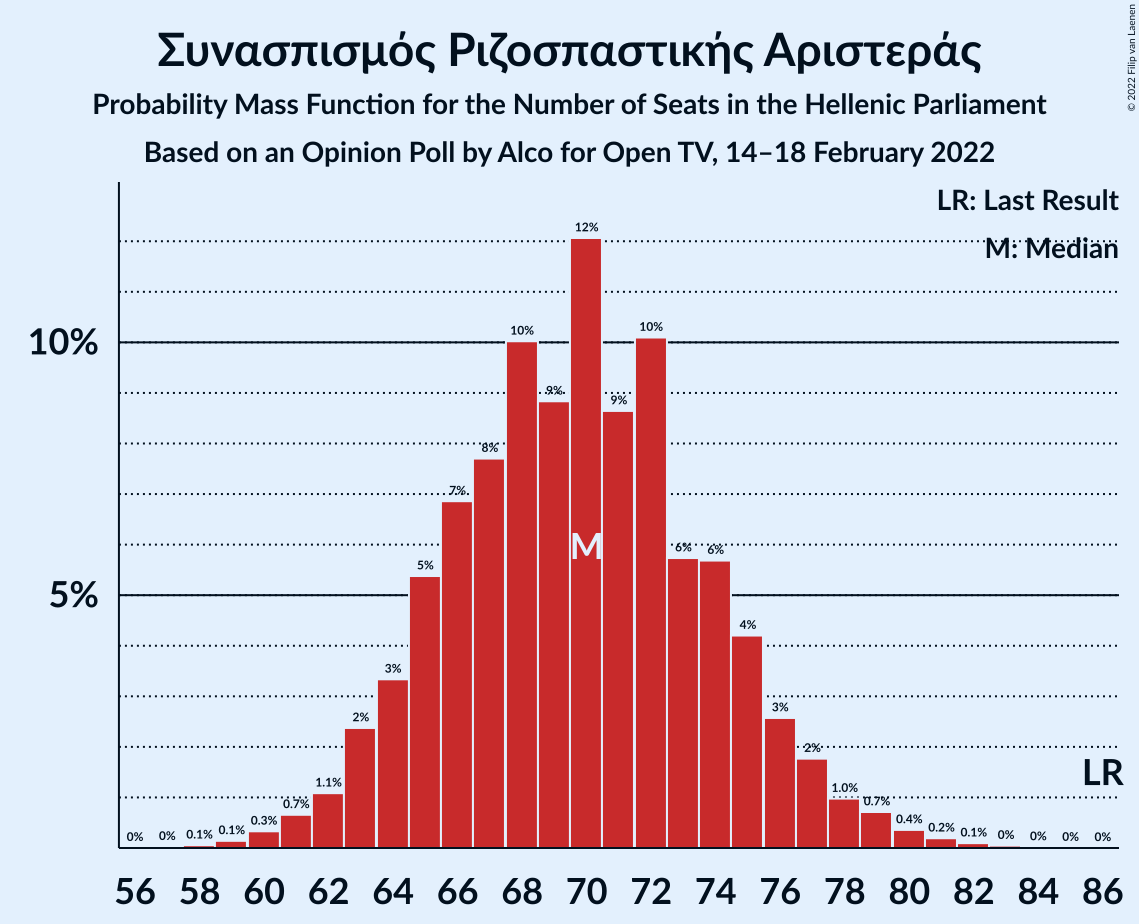 Συνασπισμός Ριζοσπαστικής Αριστεράς
Probability Mass Function for the Number of Seats in the Hellenic Parliament
Based on an Opinion Poll by Alco for Open TV, 14–18 February 2022
© 2022 Filip van Laenen
LR: Last Result
M: Median
10%
5%
0% 0% 0.1% 0.1% 0.3% 0.7% 1.1% 2% 3% 5% 7% 8% 10% 9% 12% 9% 10% 6% 6% 4% 3% 2% 1.0% 0.7% 0.4% 0.2% 0.1% 0% 0% 0% 0%
M
LR
56 58 60 62 64 66 68 70 72 74 76 78 80 82 84 86